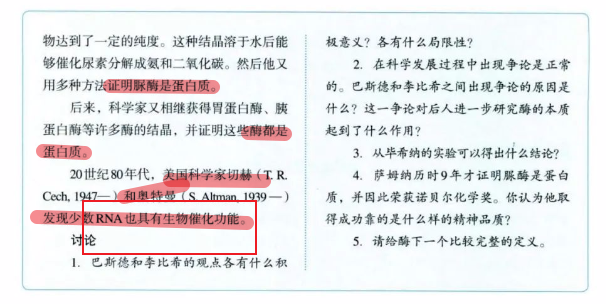 物达到了一定的纯度。这种结晶溶于水后能
够催化尿素分解成氨和二氧化碳。然后他又
用多种方法证明脲酶是蛋白质。
后来，科学家又相继获得胃蛋白酶、胰
蛋白酶等许多酶的结晶，并证明这些酶都是
蛋白质。
20世纪80年代，美国科学家切赫（T. R.
Cech, 1947—）和奥特曼（S. Altman, 1939 —）
发现少数RNA也具有生物催化功能。
讨论
1. 巴斯德和李比希的观点各有什么积
极意义？各有什么局限性？
2. 在科学发展过程中出现争论是正常
的。巴斯德和李比希之间出现争论的原因是
什么？这一争论对后人进一步研究酶的本质
起到了什么作用？
3. 从毕希纳的实验可以得出什么结论？
4. 萨姆纳历时9年才证明脲酶是蛋白
质，并因此荣获诺贝尔化学奖。你认为他取
得成功靠的是什么样的精神品质？
5. 请给酶下一个比较完整的定义。